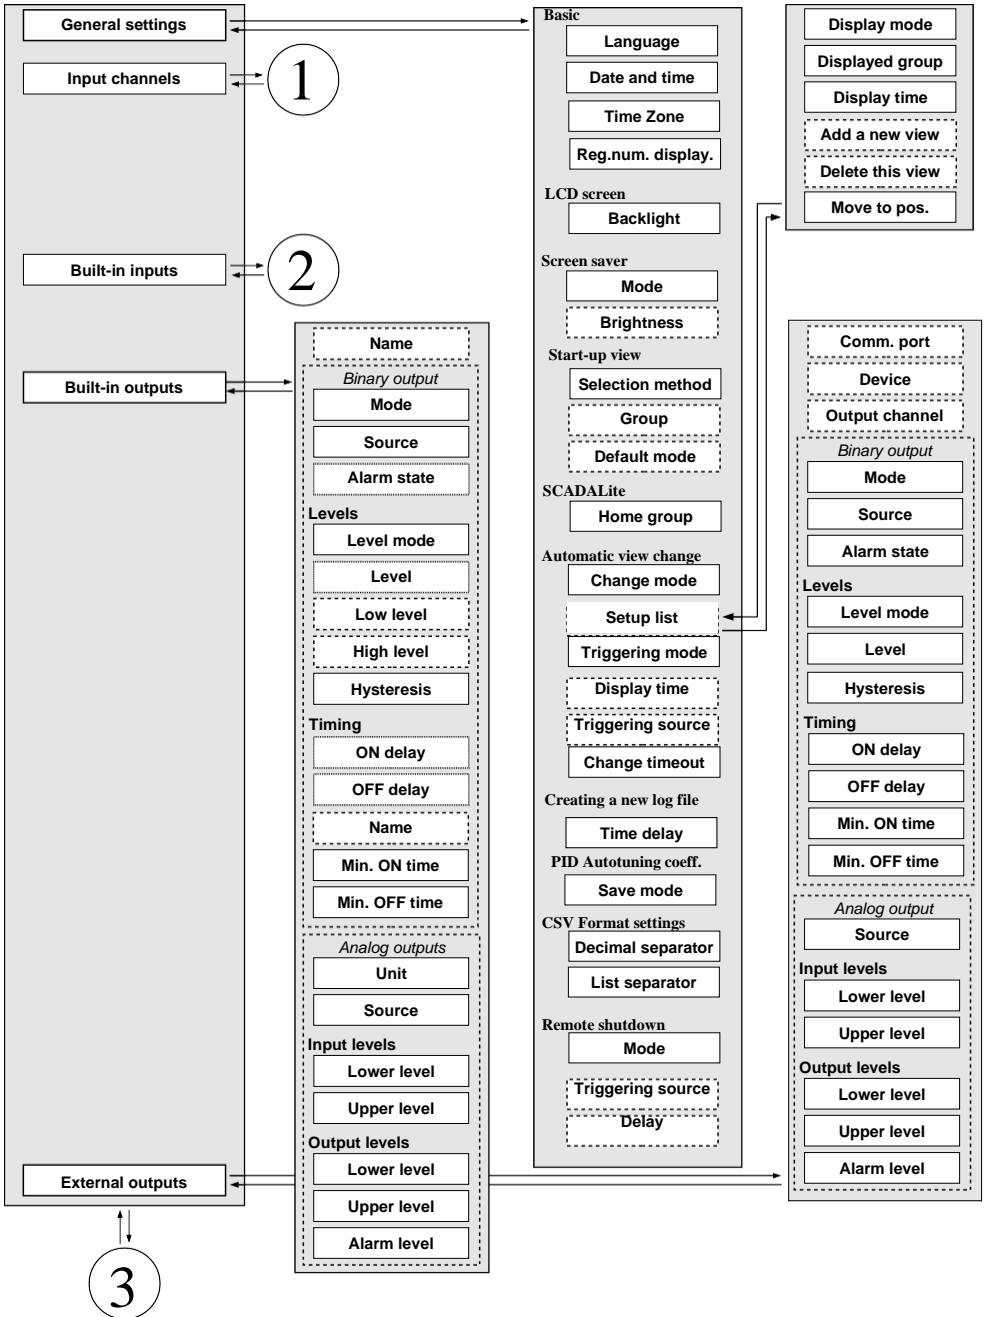 General settings
Input channels
1
Built-in inputs
2
Built-in outputs
External outputs
3
Name
Binary output
Mode
Source
Alarm state
Levels
Level mode
Level
Low level
High level
Hysteresis
Timing
ON delay
OFF delay
Name
Min. ON time
Min. OFF time
Analog outputs
Unit
Source
Input levels
Lower level
Upper level
Output levels
Lower level
Upper level
Alarm level
Basic
Language
Date and time
Time Zone
Reg.num. display.
LCD screen
Backlight
Screen saver
Mode
Brightness
Start-up view
Selection method
Group
Default mode
SCADALite
Home group
Automatic view change
Change mode
Setup list
Triggering mode
Display time
Triggering source
Change timeout
Creating a new log file
Time delay
PID Autotuning coeff.
Save mode
CSV Format settings
Decimal separator
List separator
Remote shutdown
Mode
Triggering source
Delay
Display mode
Displayed group
Display time
Add a new view
Delete this view
Move to pos.
Comm. port
Device
Output channel
Binary output
Mode
Source
Alarm state
Levels
Level mode
Level
Hysteresis
Timing
ON delay
OFF delay
Min. ON time
Min. OFF time
Analog output
Source
Input levels
Lower level
Upper level
Output levels
Lower level
Upper level
Alarm level